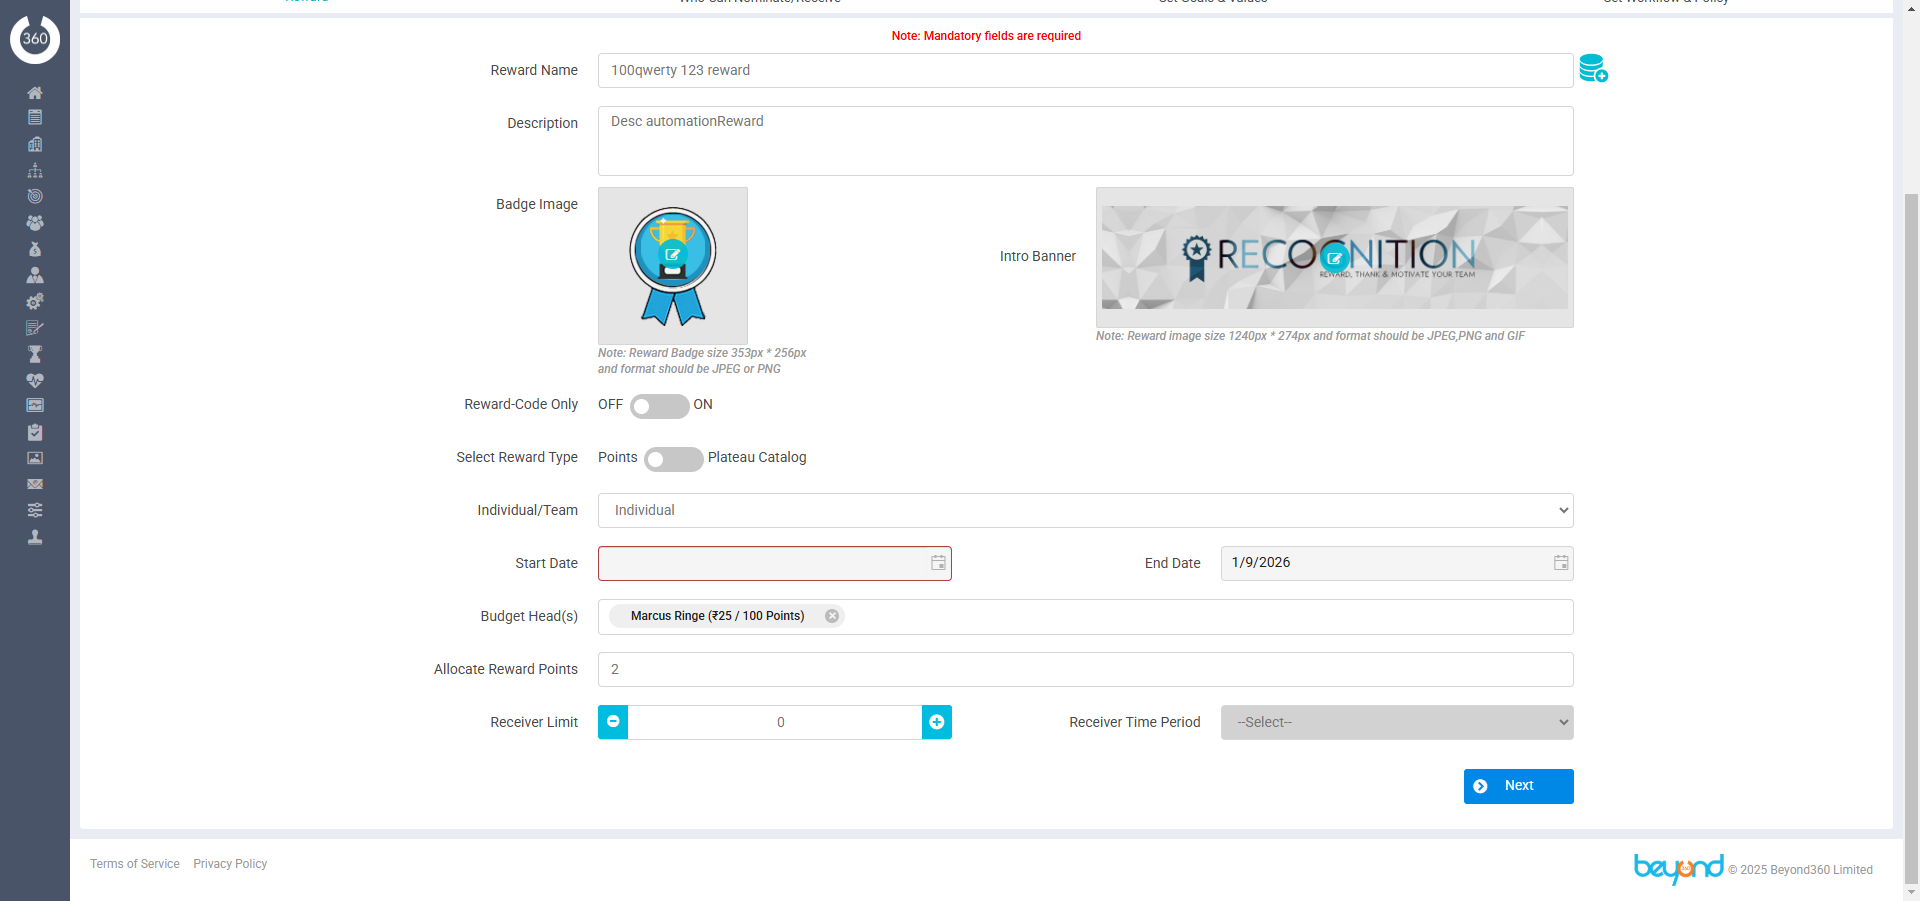 360
Note: Mandatory fields are required
Reward Name
100qwerty 123 reward
Description
Desc automationReward
Badge Image
Intro Banner
RECOGNITION
REWARD, THANK & MOTIVATE YOUR TEAM
Note: Reward Badge size 353px * 256px
and format should be JPEG or PNG
Note: Reward image size 1240px * 274px and format should be JPEG,PNG and GIF
Reward-Code Only
OFF ON
Select Reward Type
Points Plateau Catalog
Individual/Team
Individual
Start Date
End Date
1/9/2026
Budget Head(s)
Marcus Ringe (₹25 / 100 Points)
Allocate Reward Points
2
Receiver Limit
0
Receiver Time Period
--Select--
Next
Terms of Service Privacy Policy
beyond © 2025 Beyond360 Limited